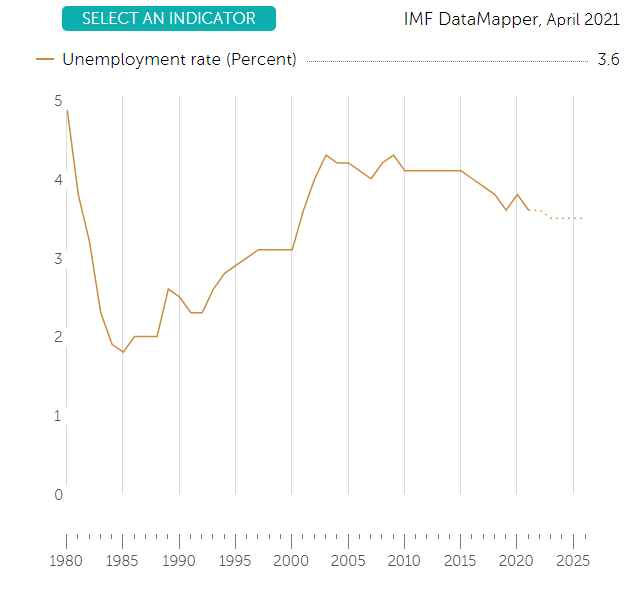 SELECT AN INDICATOR
IMF DataMapper, April 2021
Unemployment rate (Percent) 3.6
5
4
3
2
1
0
1980 1985 1990 1995 2000 2005 2010 2015 2020 2025